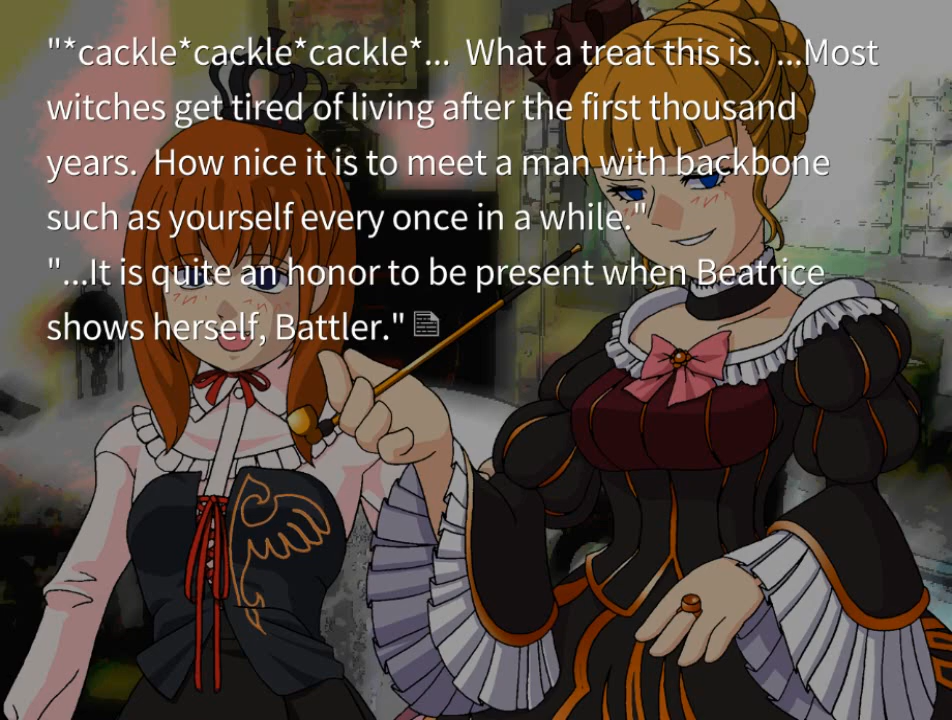 "*cackle*cackle*cackle*...  What a treat this is.  ...Most
witches get tired of living after the first thousand
years.  How nice it is to meet a man with backbone
such as yourself every once in a while."
"...It is quite an honor to be present when Beatrice
shows herself, Battler."